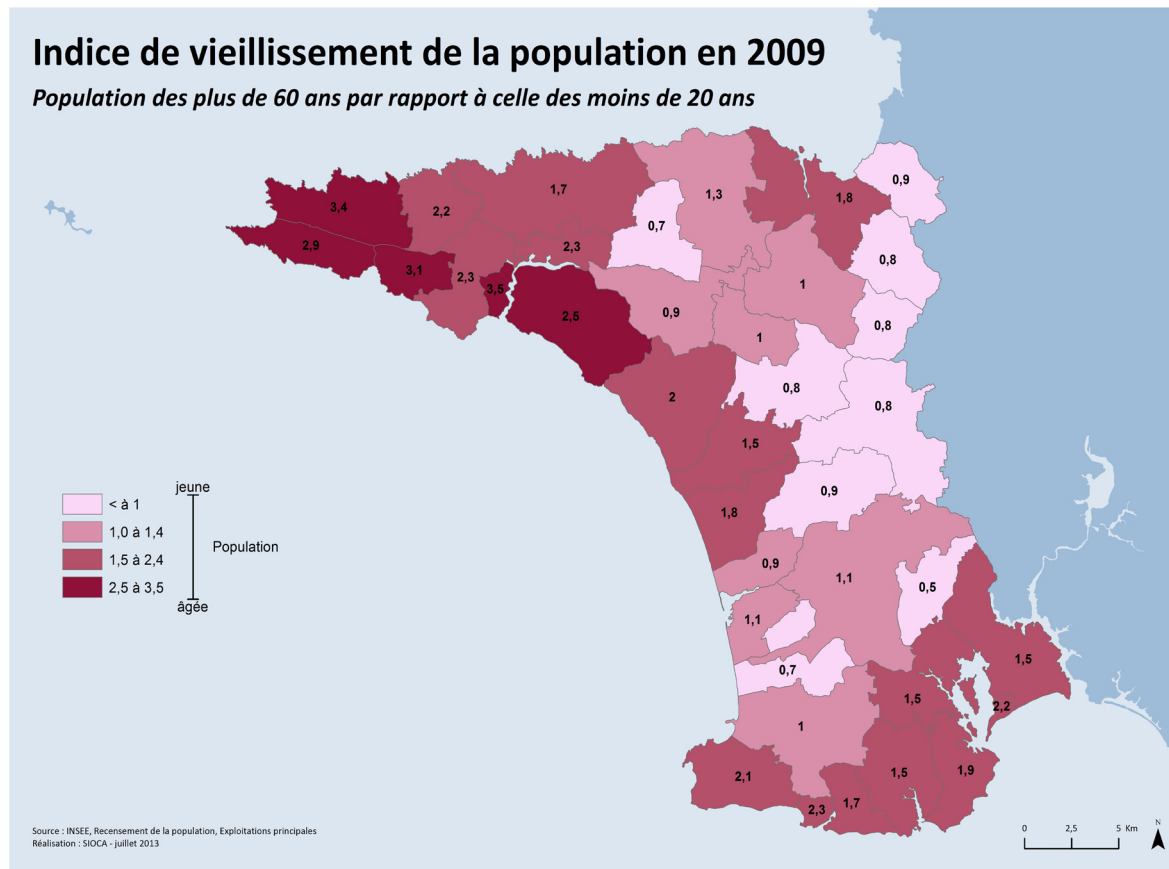 Indice de vieillissement de la population en 2009
Population des plus de 60 ans par rapport à celle des moins de 20 ans
0,9
1,3
1,7
1,8
3,4
2,2
0,7
2,3
2,9
0,8
3,1
2,3
3,5
1
2,5
0,9
0,8
1
0,8
2
0,8
1,5
0,9
1,8
0,9
1,1
0,5
1,1
1,5
0,7
1,5
2,2
1
2,1
1,5
1,9
2,3
1,7
jeune
< à 1
1,0 à 1,4
1,5 à 2,4
2,5 à 3,5
âgée
Population
Source : INSEE, Recensement de la population, Exploitations principales
Réalisation : SIOCA - juillet 2013
0 2,5 5 Km
N